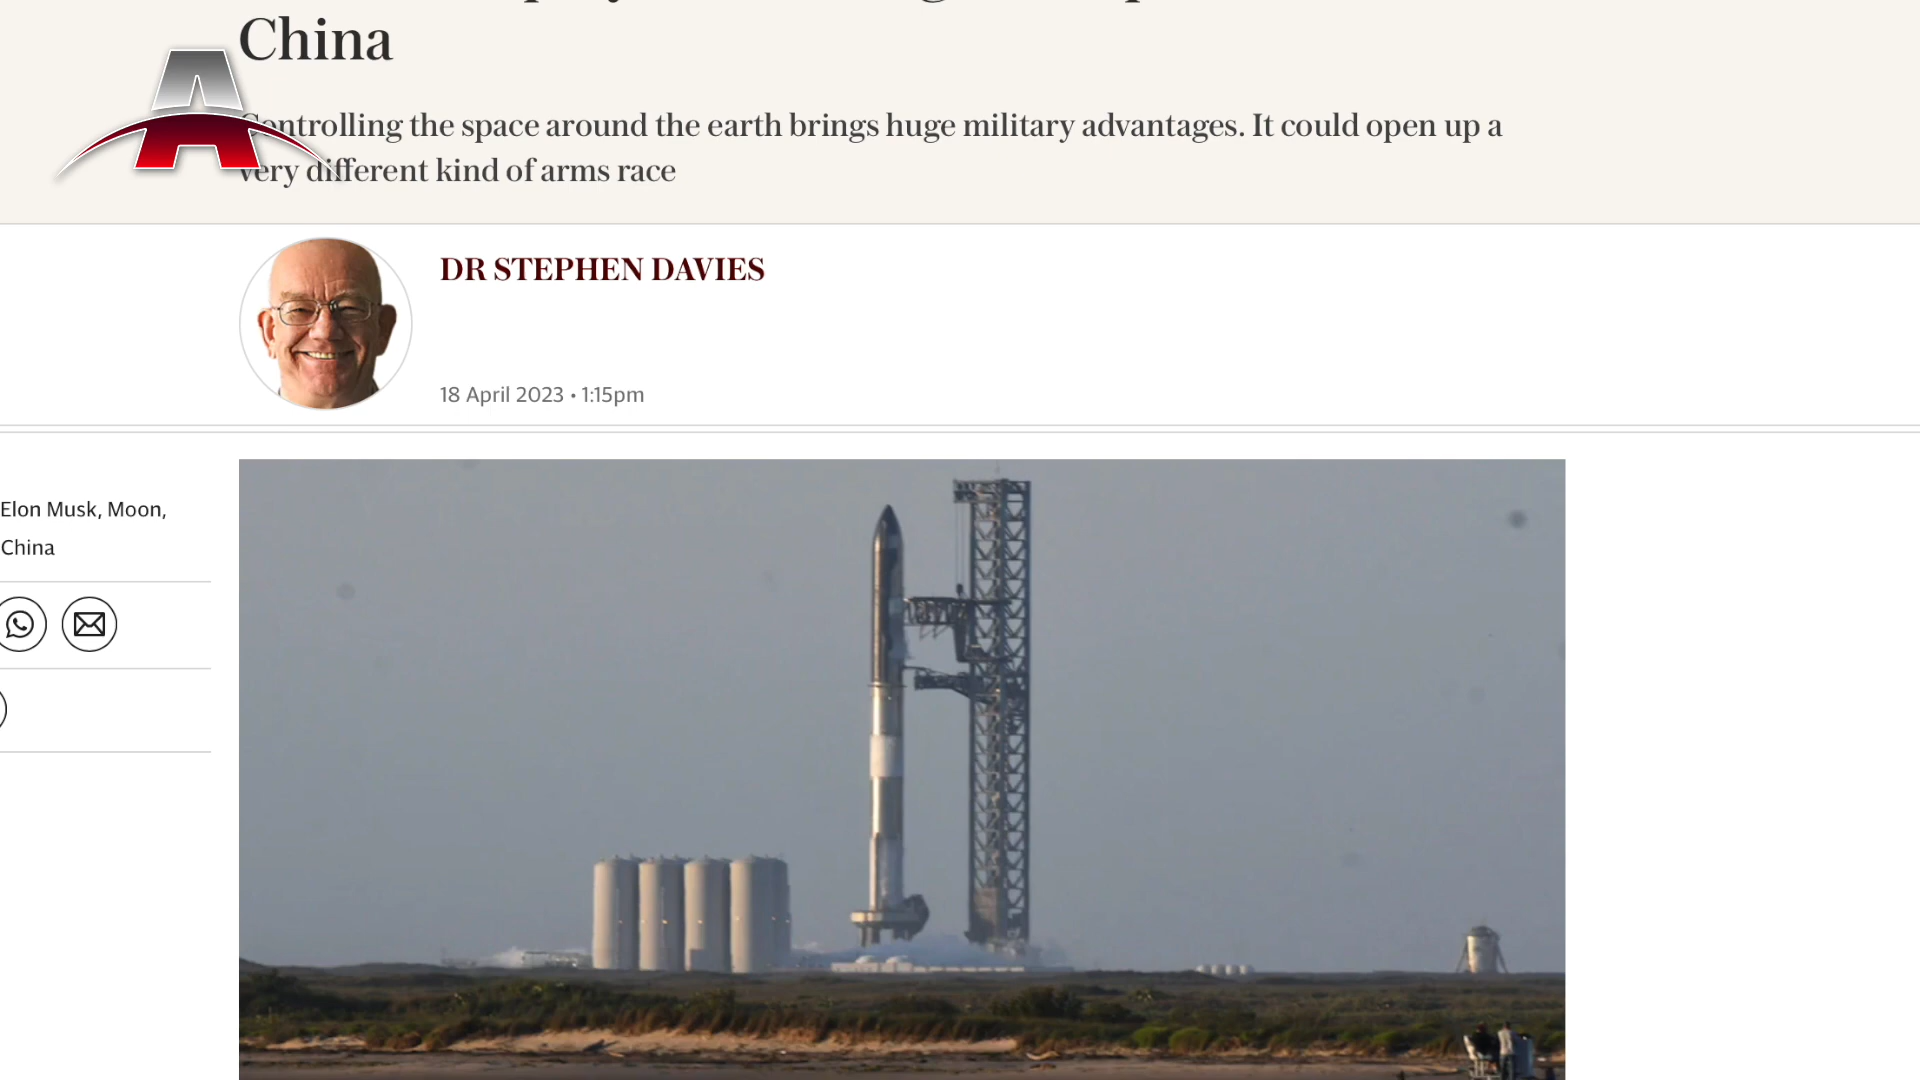 China
Controlling the space around the earth brings huge military advantages. It could open up a
very different kind of arms race
DR STEPHEN DAVIES
18 April 2023 • 1:15pm
Elon Musk, Moon,
China